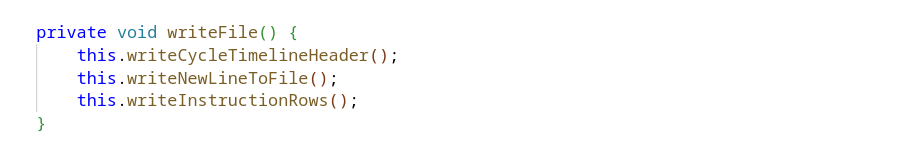 private void writeFile() {
    this.writeCycleTimelineHeader();
    this.writeNewLineToFile();
    this.writeInstructionRows();
}